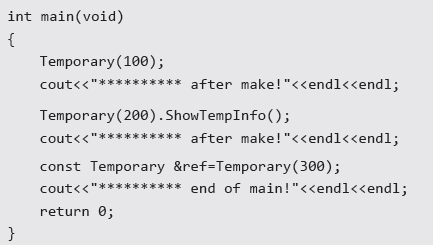 int main(void)
{
    Temporary(100);
    cout<<"********** after make!"<<endl<<endl;
    Temporary(200).ShowTempInfo();
    cout<<"********** after make!"<<endl<<endl;
    const Temporary &ref=Temporary(300);
    cout<<"********** end of main!"<<endl<<endl;
    return 0;
}